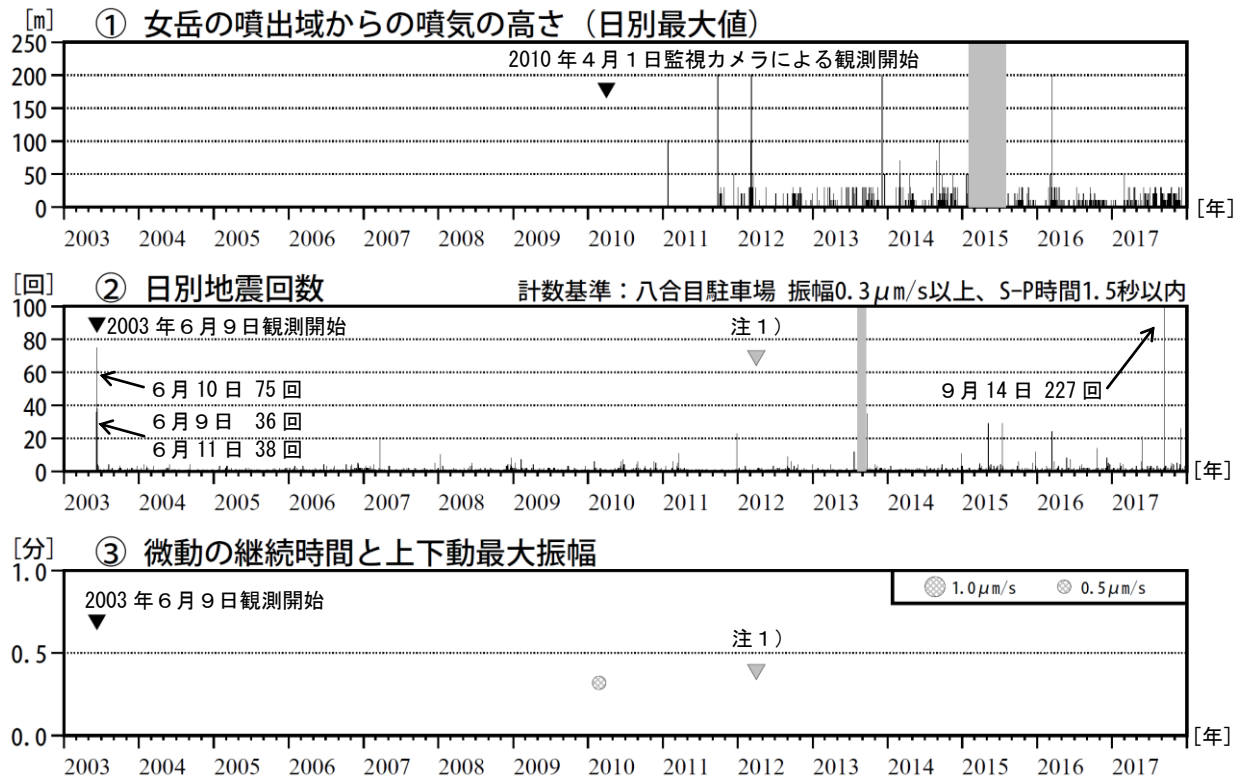 [m] ① 女岳の噴出域からの噴気の高さ（日別最大値）
250
2010 年４月１日監視カメラによる観測開始
200
150
100
50
0
[年]
2003 2004 2005 2006 2007 2008 2009 2010 2011 2012 2013 2014 2015 2016 2017
[回] ② 日別地震回数 計数基準：八合目駐車場 振幅0.3μm/s以上、S-P時間1.5秒以内
100
2003 年６月９日観測開始 注１）
80
60
６月 10 日 75 回 ９月 14 日 227 回
40
６月９日 36 回
６月 11 日 38 回
20
0
[年]
2003 2004 2005 2006 2007 2008 2009 2010 2011 2012 2013 2014 2015 2016 2017
[分] ③ 微動の継続時間と上下動最大振幅
1.0
1.0μm/s 0.5μm/s
2003 年６月９日観測開始
注１）
0.5
0.0
[年]
2003 2004 2005 2006 2007 2008 2009 2010 2011 2012 2013 2014 2015 2016 2017